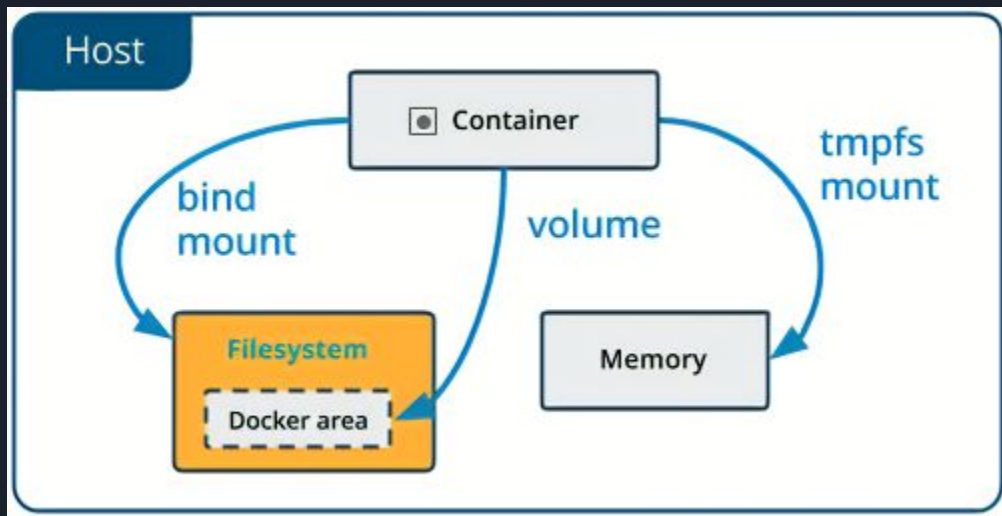 Host
Container
bind
mount
volume
tmpfs
mount
Filesystem
Docker area
Memory